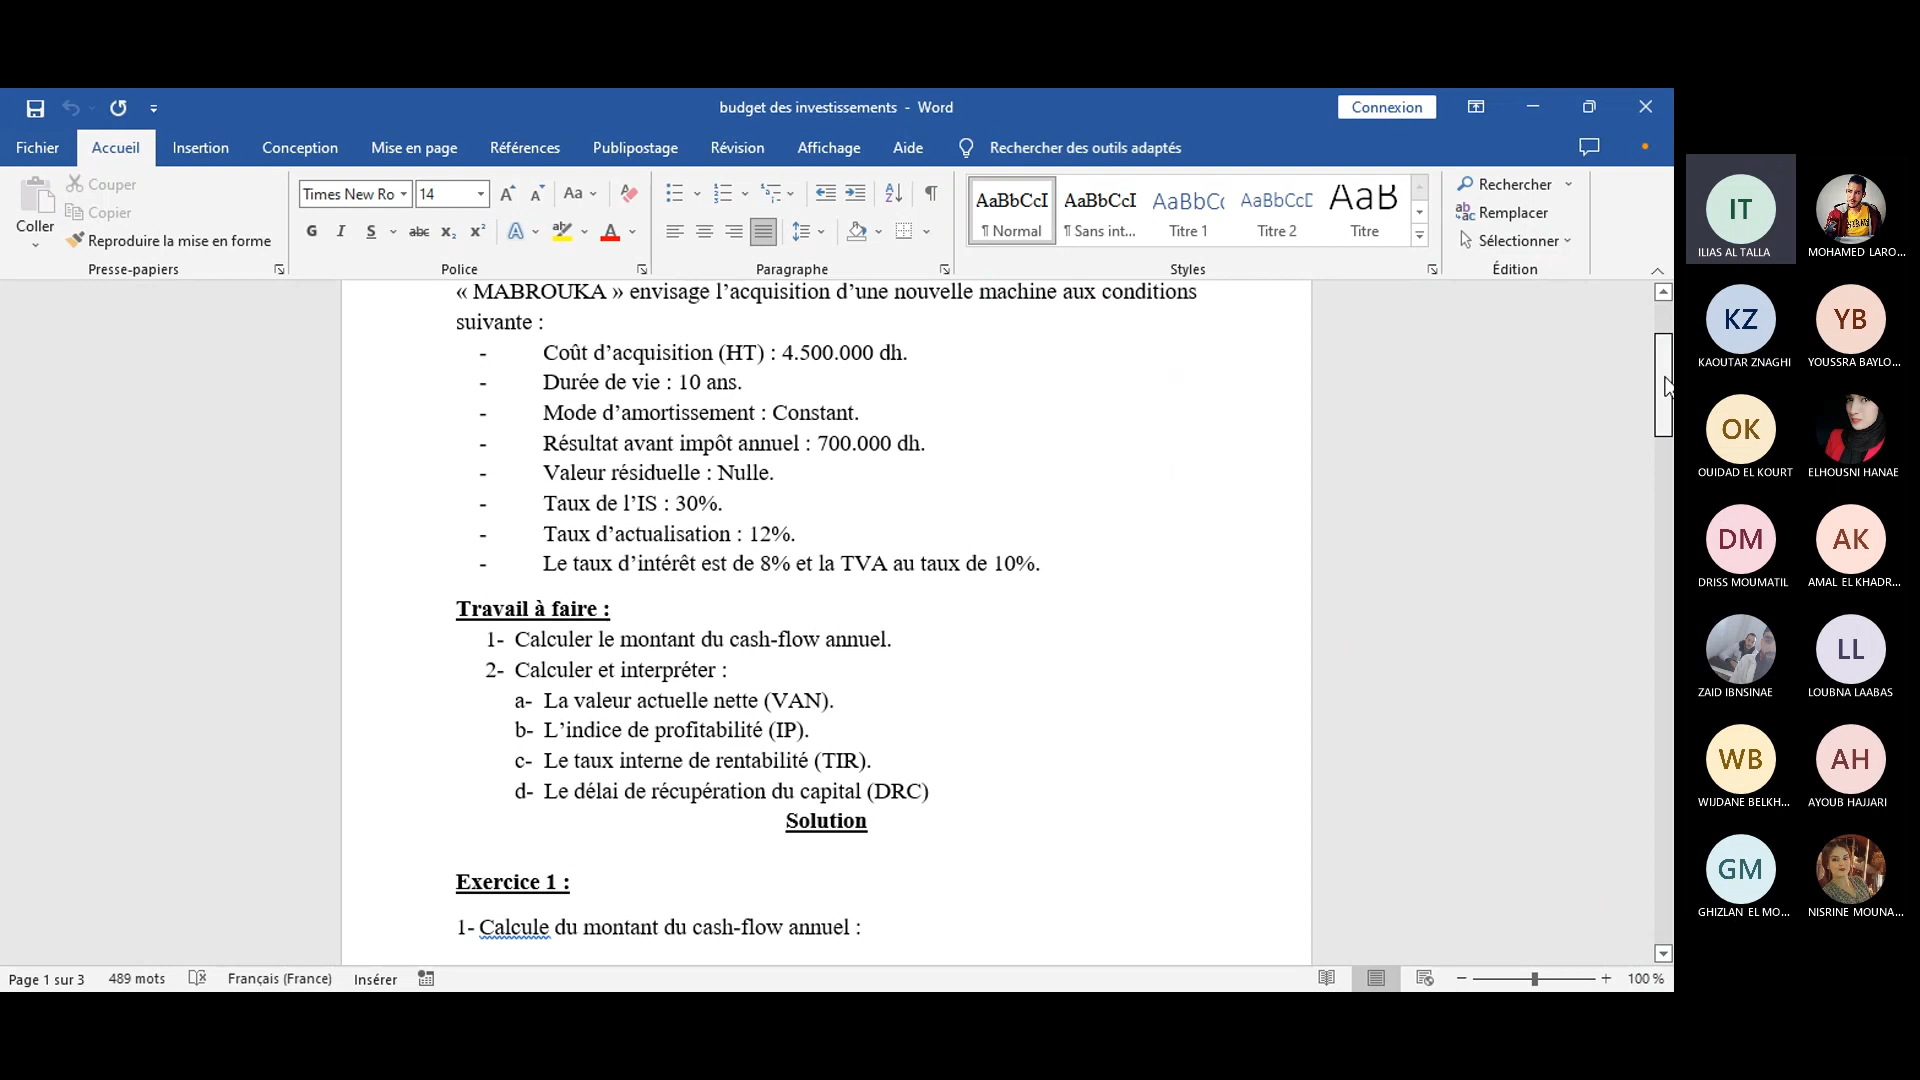 budget des investissements - Word
Connexion
Fichier Accueil Insertion Conception Mise en page Références Publipostage Révision Affichage Aide Rechercher des outils adaptés
Coller
Couper
Copier
Reproduire la mise en forme
Presse-papiers
Times New Ro 14
G I S abc x₂ x²
Police
Paragraphe
AaBbCcI AaBbCcI AaBbCc AaBbCcD AaB
¶ Normal ¶ Sans int... Titre 1 Titre 2 Titre
Styles
Rechercher
Remplacer
Sélectionner
Édition
« MABROUKA » envisage l’acquisition d’une nouvelle machine aux conditions
suivante :
- Coût d’acquisition (HT) : 4.500.000 dh.
- Durée de vie : 10 ans.
- Mode d’amortissement : Constant.
- Résultat avant impôt annuel : 700.000 dh.
- Valeur résiduelle : Nulle.
- Taux de l’IS : 30%.
- Taux d’actualisation : 12%.
- Le taux d’intérêt est de 8% et la TVA au taux de 10%.
Travail à faire :
1- Calculer le montant du cash-flow annuel.
2- Calculer et interpréter :
a- La valeur actuelle nette (VAN).
b- L’indice de profitabilité (IP).
c- Le taux interne de rentabilité (TIR).
d- Le délai de récupération du capital (DRC)
Solution
Exercice 1 :
1- Calcule du montant du cash-flow annuel :
Page 1 sur 3 489 mots Français (France) Insérer 100 %
IT
ILIAS AL TALLA MOHAMED LARO...
KZ YB
KAOUTAR ZNAGHI YOUSSRA BAYLO...
OK
OUIDAD EL KOURT ELHOUSNI HANAE
DM AK
DRISS MOUMATIL AMAL EL KHADR...
LL
ZAID IBNSINAE LOUBNA LAABAS
WB AH
WIJDANE BELKH... AYOUB HAJJARI
GM
GHIZLAN EL MO... NISRINE MOUNA...